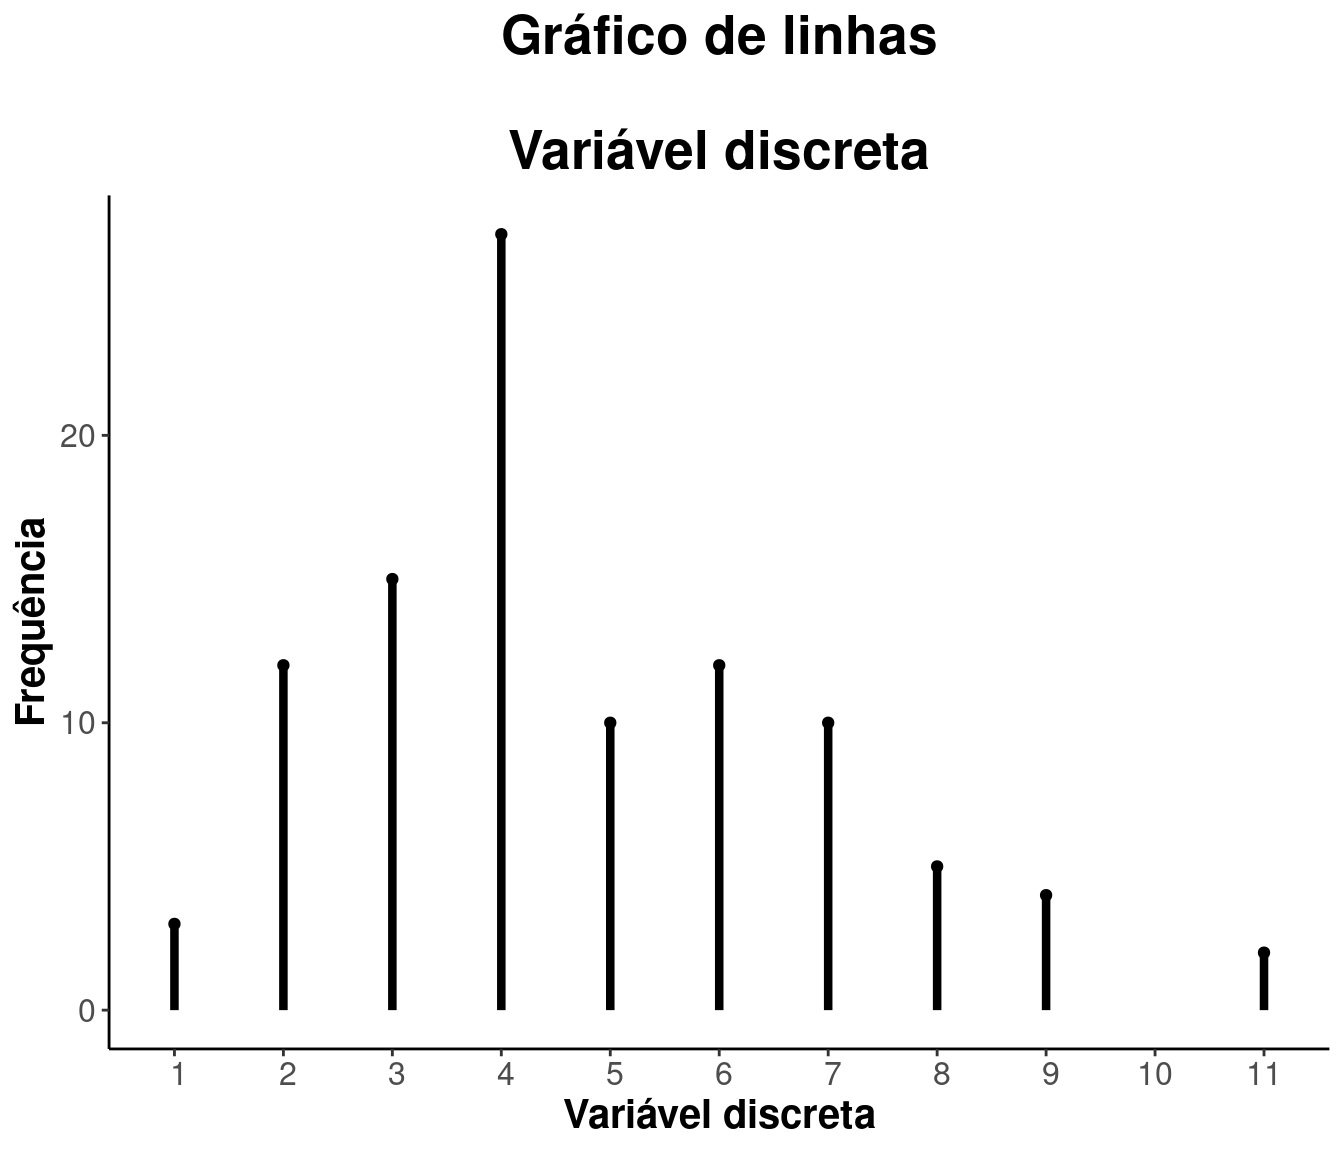 Gráfico de linhas
Variável discreta
20
10
0
Frequência
1 2 3 4 5 6 7 8 9 10 11
Variável discreta